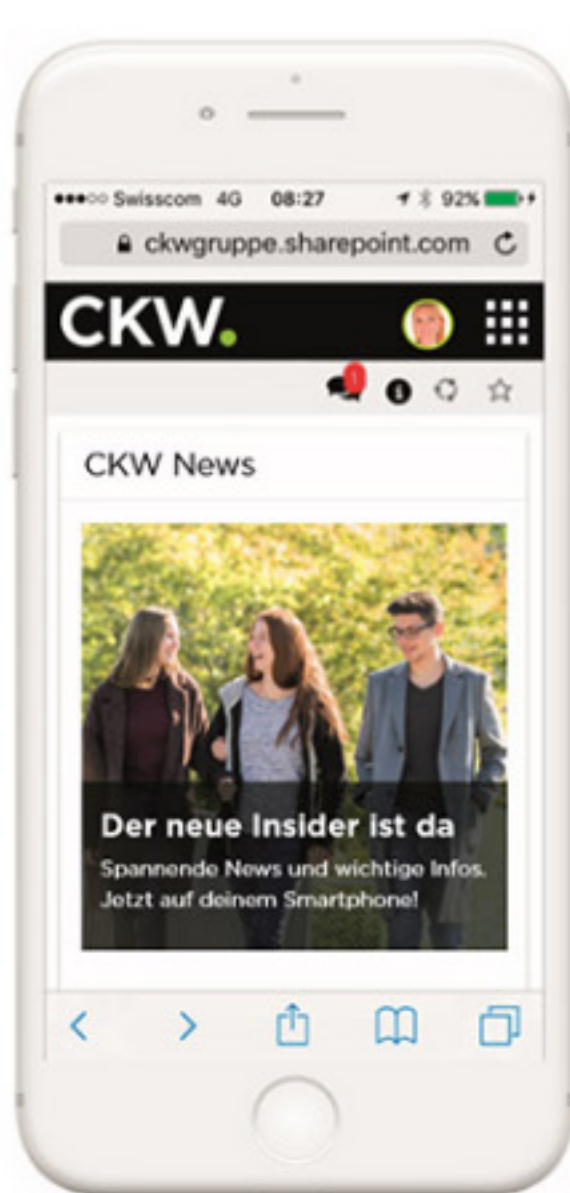 Swisscom 4G 08:27 92%
ckwgruppe.sharepoint.com
CKW.
1
CKW News
Der neue Insider ist da
Spannende News und wichtige Infos.
Jetzt auf deinem Smartphone!